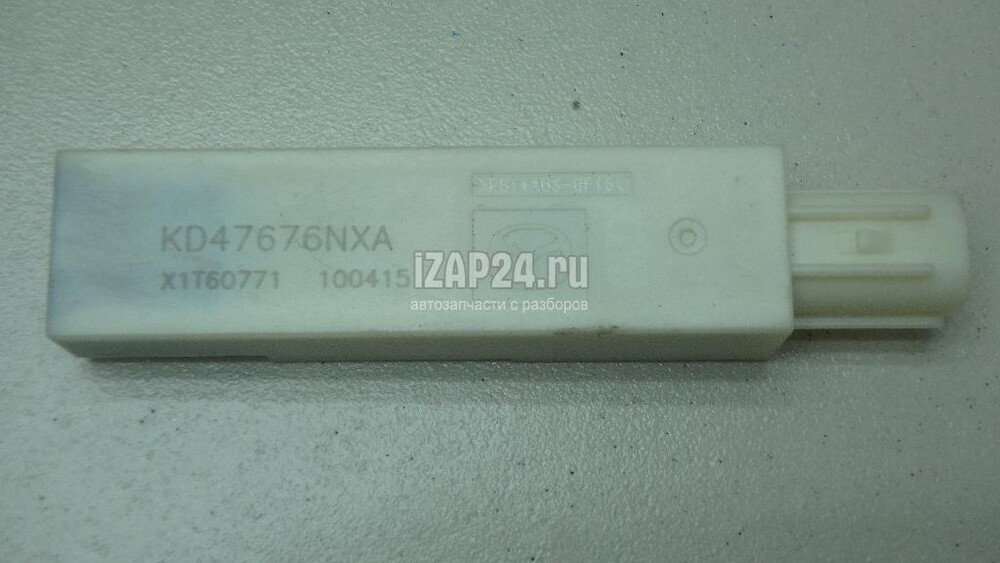 KD47676NXA
X1T60771 100415
iZAP24.ru
автозапчасти с разборов